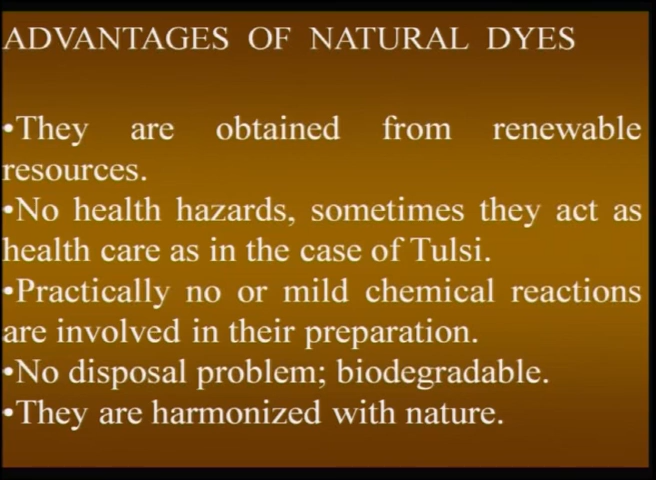 ADVANTAGES OF NATURAL DYES
•They are obtained from renewable
resources.
•No health hazards, sometimes they act as
health care as in the case of Tulsi.
•Practically no or mild chemical reactions
are involved in their preparation.
•No disposal problem; biodegradable.
•They are harmonized with nature.